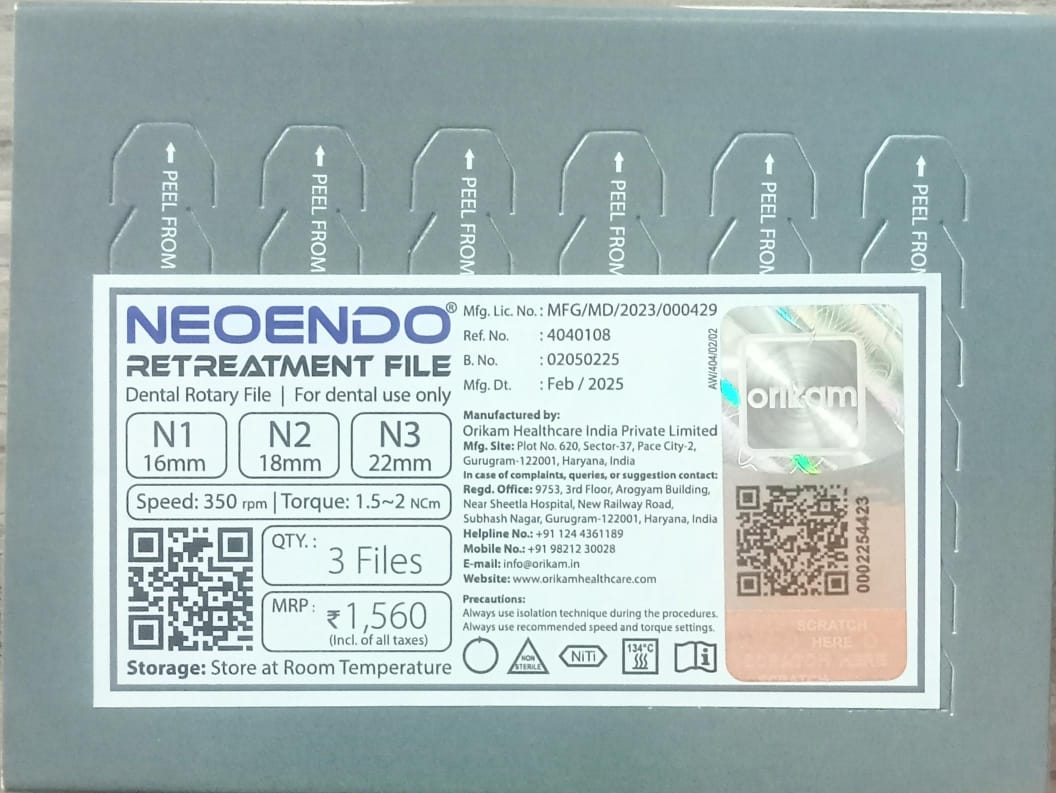 PEEL FROM
PEEL FROM
PEEL FROM
PEEL FROM
PEEL FROM
PEEL FROM
NEOENDO®
RETREATMENT FILE
Dental Rotary File | For dental use only
N1
16mm
N2
18mm
N3
22mm
Speed: 350 rpm | Torque: 1.5~2 NCm
QTY. :
3 Files
MRP :
₹1,560
(Incl. of all taxes)
Storage: Store at Room Temperature
Mfg. Lic. No. : MFG/MD/2023/000429
Ref. No. : 4040108
B. No. : 02050225
Mfg. Dt. : Feb / 2025
Manufactured by:
Orikam Healthcare India Private Limited
Mfg. Site: Plot No. 620, Sector-37, Pace City-2,
Gurugram-122001, Haryana, India
In case of complaints, queries, or suggestion contact:
Regd. Office: 9753, 3rd Floor, Arogyam Building,
Near Sheetla Hospital, New Railway Road,
Subhash Nagar, Gurugram-122001, Haryana, India
Helpline No.: +91 124 4361189
Mobile No.: +91 98212 30028
E-mail: info@orikam.in
Website: www.orikamhealthcare.com
Precautions:
Always use isolation technique during the procedures.
Always use recommended speed and torque settings.
NON
STERILE
NiTi
134°C
AW/404/02/02
orikam
0002254423
SCRATCH
HERE
SCRATCH HERE
SCRATCH